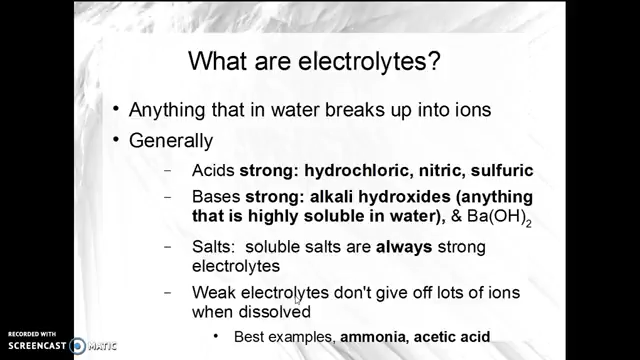 What are electrolytes?
• Anything that in water breaks up into ions
• Generally
– Acids strong: hydrochloric, nitric, sulfuric
– Bases strong: alkali hydroxides (anything
that is highly soluble in water), & Ba(OH)₂
– Salts: soluble salts are always strong
electrolytes
– Weak electrolytes don't give off lots of ions
when dissolved
• Best examples, ammonia, acetic acid
RECORDED WITH
SCREENCAST MATIC